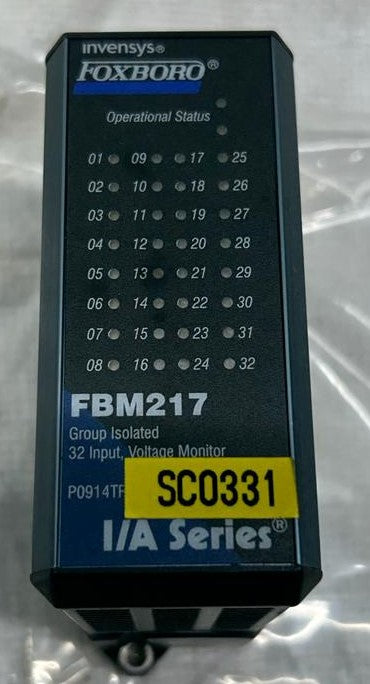 invensys®
FOXBORO®
Operational Status
01 09 17 25
02 10 18 26
03 11 19 27
04 12 20 28
05 13 21 29
06 14 22 30
07 15 23 31
08 16 24 32
FBM217
Group Isolated
32 Input, Voltage Monitor
SC0331
I/A Series®